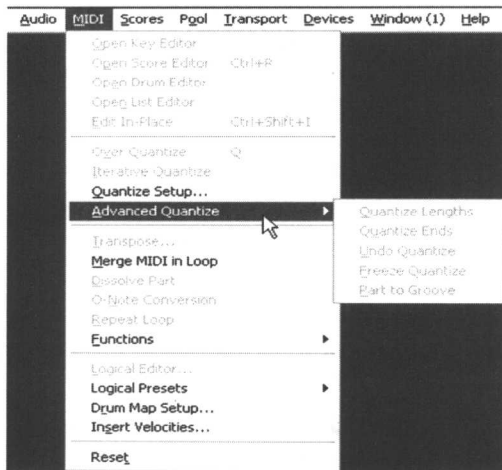 Audio MIDI Scores Pool Transport Devices Window (1) Help
Open Key Editor
Open Score Editor Ctrl+R
Open Drum Editor
Open List Editor
Edit In-Place Ctrl+Shift+I
Over Quantize Q
Iterative Quantize
Quantize Setup...
Advanced Quantize
Quantize Lengths
Quantize Ends
Undo Quantize
Freeze Quantize
Part to Groove
Transpose...
Merge MIDI in Loop
Dissolve Part
O-Note Conversion
Repeat Loop
Functions
Logical Editor...
Logical Presets
Drum Map Setup...
Insert Velocities...
Reset